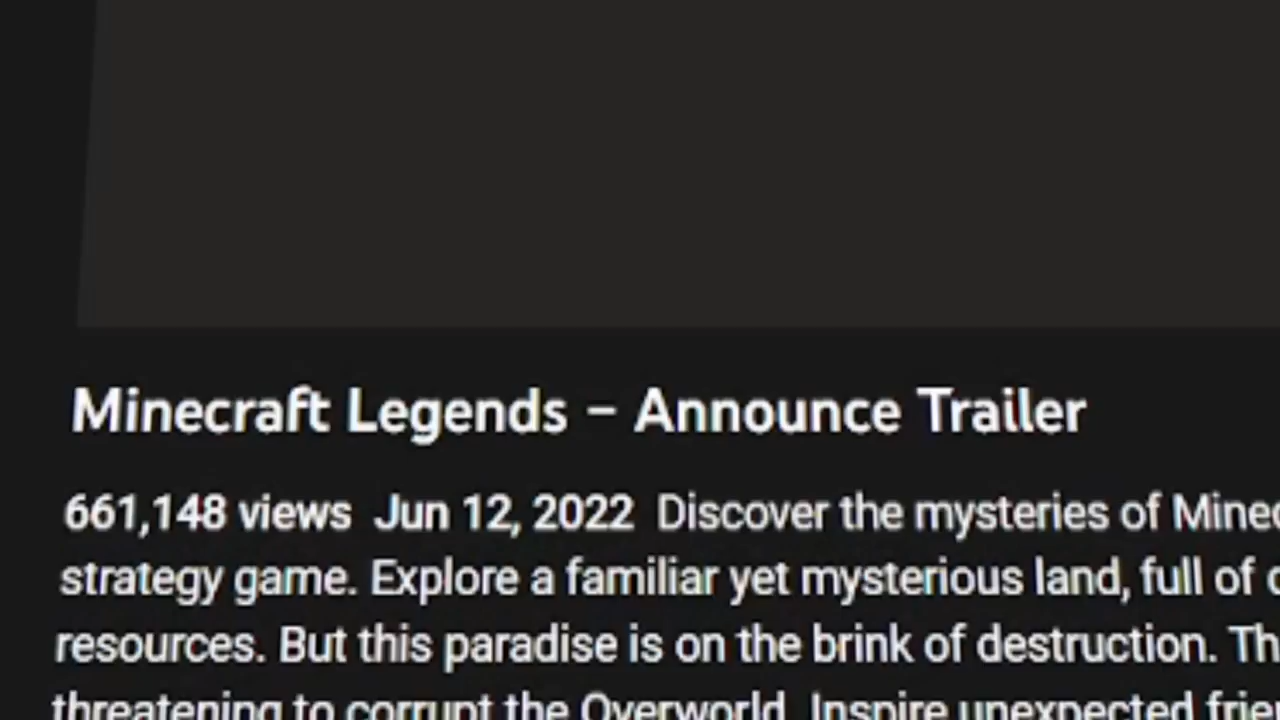 Minecraft Legends – Announce Trailer
661,148 views Jun 12, 2022 Discover the mysteries of
strategy game. Explore a familiar yet mysterious land, full of
resources. But this paradise is on the brink of destruction.
threatening to corrupt the Overworld. Inspire unexpected